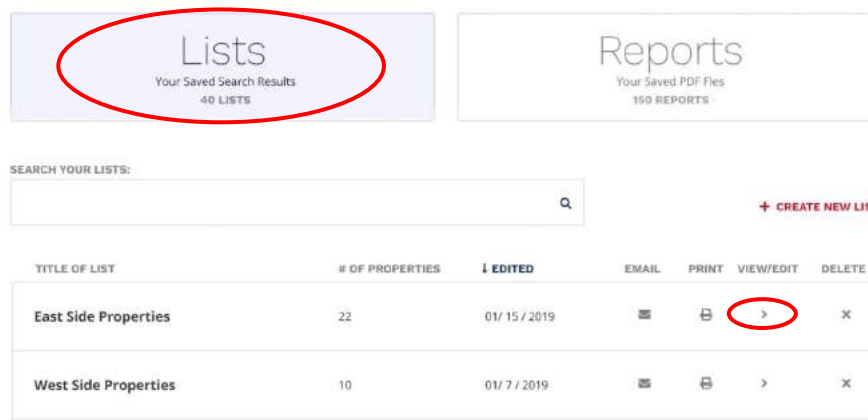 Lists
Your Saved Search Results
40 LISTS
Reports
Your Saved PDF Fles
150 REPORTS
SEARCH YOUR LISTS:
+ CREATE NEW LIS
TITLE OF LIST # OF PROPERTIES ↓ EDITED EMAIL PRINT VIEW/EDIT DELETE
East Side Properties 22 01/ 15 / 2019
West Side Properties 10 01/ 7 / 2019